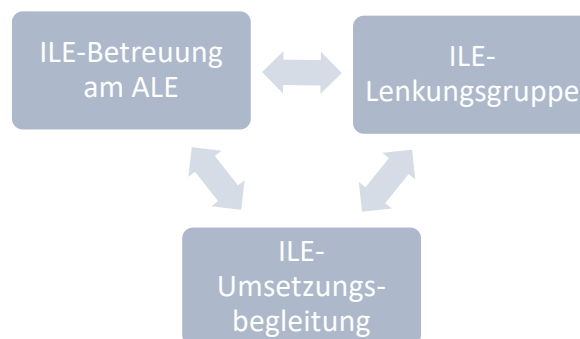 ILE-Betreuung
am ALE
ILE-
Lenkungsgruppe
ILE-
Umsetzungs-
begleitung